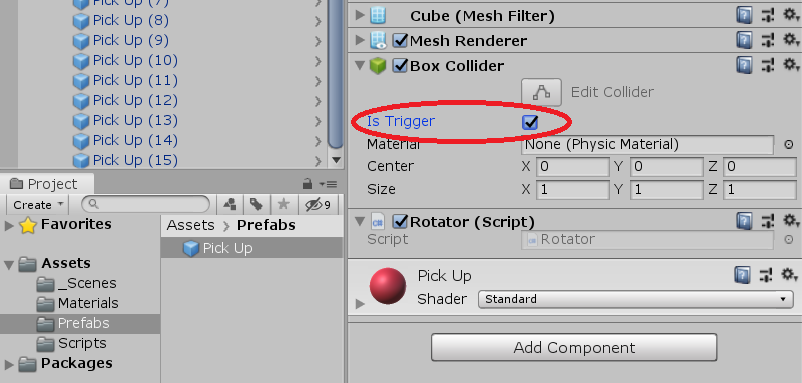 Pick Up (7)
Pick Up (8)
Pick Up (9)
Pick Up (10)
Pick Up (11)
Pick Up (12)
Pick Up (13)
Pick Up (14)
Pick Up (15)
Project
Create
9
Favorites
Assets
_Scenes
Materials
Prefabs
Scripts
Packages
Assets > Prefabs
Pick Up
Cube (Mesh Filter)
Mesh Renderer
Box Collider
Edit Collider
Is Trigger
Material None (Physic Material)
Center X 0 Y 0 Z 0
Size X 1 Y 1 Z 1
Rotator (Script)
Script Rotator
Pick Up
Shader Standard
Add Component